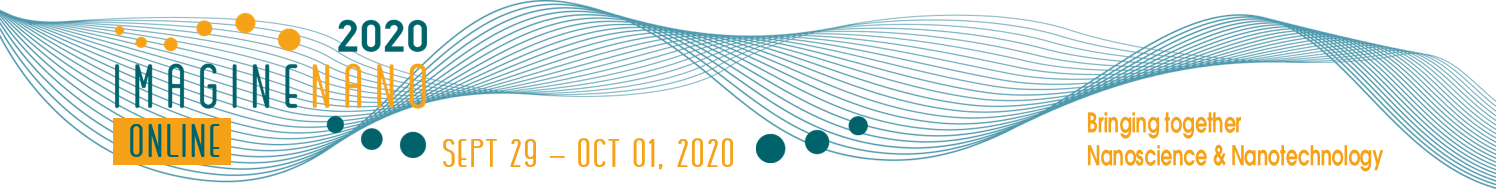 2020
IMAGINENANO
ONLINE
SEPT 29 – OCT 01, 2020
Bringing together
Nanoscience & Nanotechnology